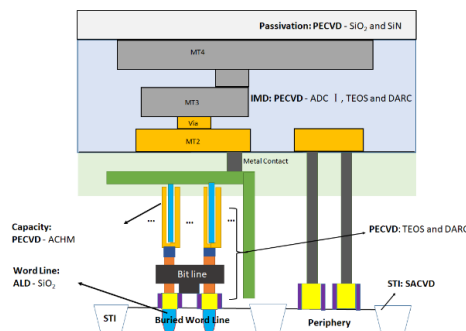 Passivation: PECVD - SiO₂ and SiN
MT4
MT3
IMD: PECVD - ADC I , TEOS and DARC
Via
MT2
Metal Contact
... ...
Capacity:
PECVD - ACHM
PECVD: TEOS and DARC
Word Line:
ALD - SiO₂
Bit line
STI: SACVD
STI
Buried Word Line
Periphery